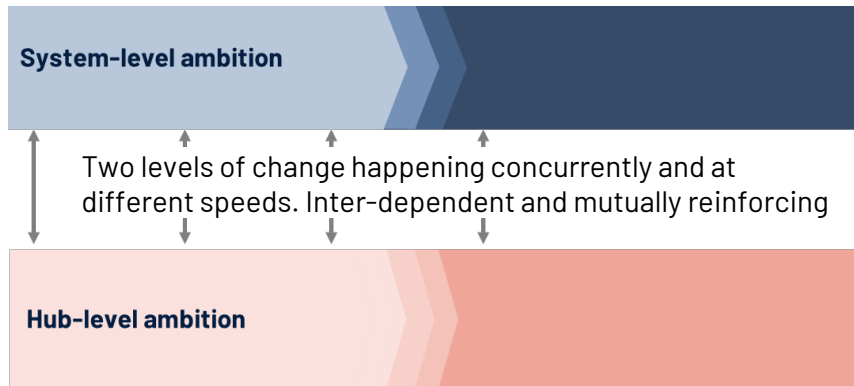 System-level ambition
Two levels of change happening concurrently and at
different speeds. Inter-dependent and mutually reinforcing
Hub-level ambition